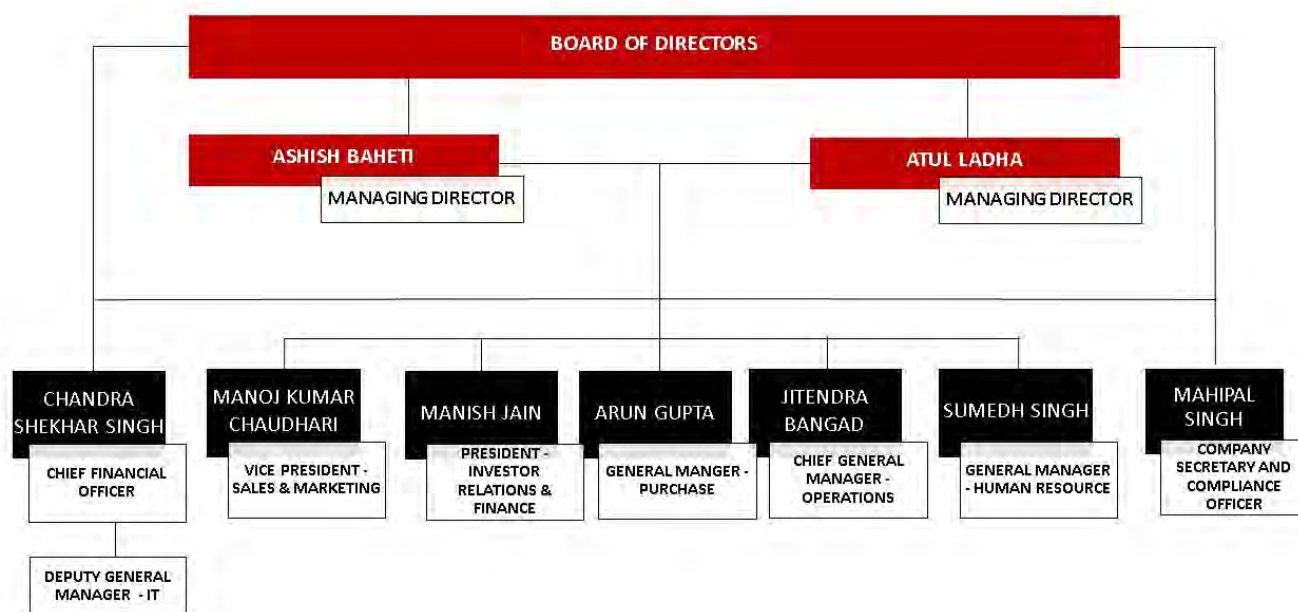 BOARD OF DIRECTORS
ASHISH BAHETI
MANAGING DIRECTOR
ATUL LADHA
MANAGING DIRECTOR
CHANDRA
SHEKHAR SINGH
CHIEF FINANCIAL
OFFICER
DEPUTY GENERAL
MANAGER - IT
MANOJ KUMAR
CHAUDHARI
VICE PRESIDENT -
SALES & MARKETING
MANISH JAIN
PRESIDENT -
INVESTOR
RELATIONS &
FINANCE
ARUN GUPTA
GENERAL MANGER -
PURCHASE
JITENDRA
BANGAD
CHIEF GENERAL
MANAGER -
OPERATIONS
SUMEDH SINGH
GENERAL MANAGER
- HUMAN RESOURCE
MAHIPAL
SINGH
COMPANY
SECRETARY AND
COMPLIANCE
OFFICER